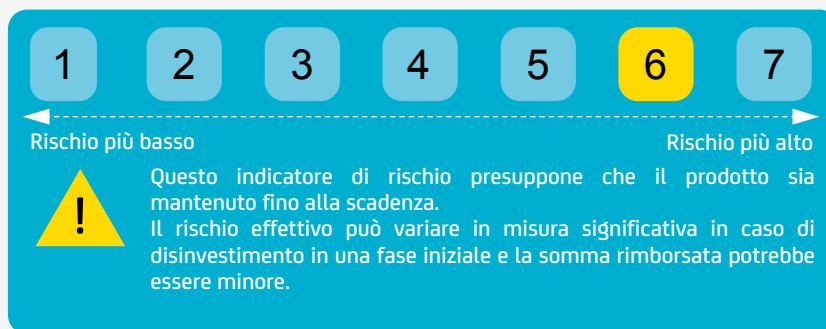 1 2 3 4 5 6 7
Rischio più basso Rischio più alto
Questo indicatore di rischio presuppone che il prodotto sia
mantenuto fino alla scadenza.
Il rischio effettivo può variare in misura significativa in caso di
disinvestimento in una fase iniziale e la somma rimborsata potrebbe
essere minore.
!